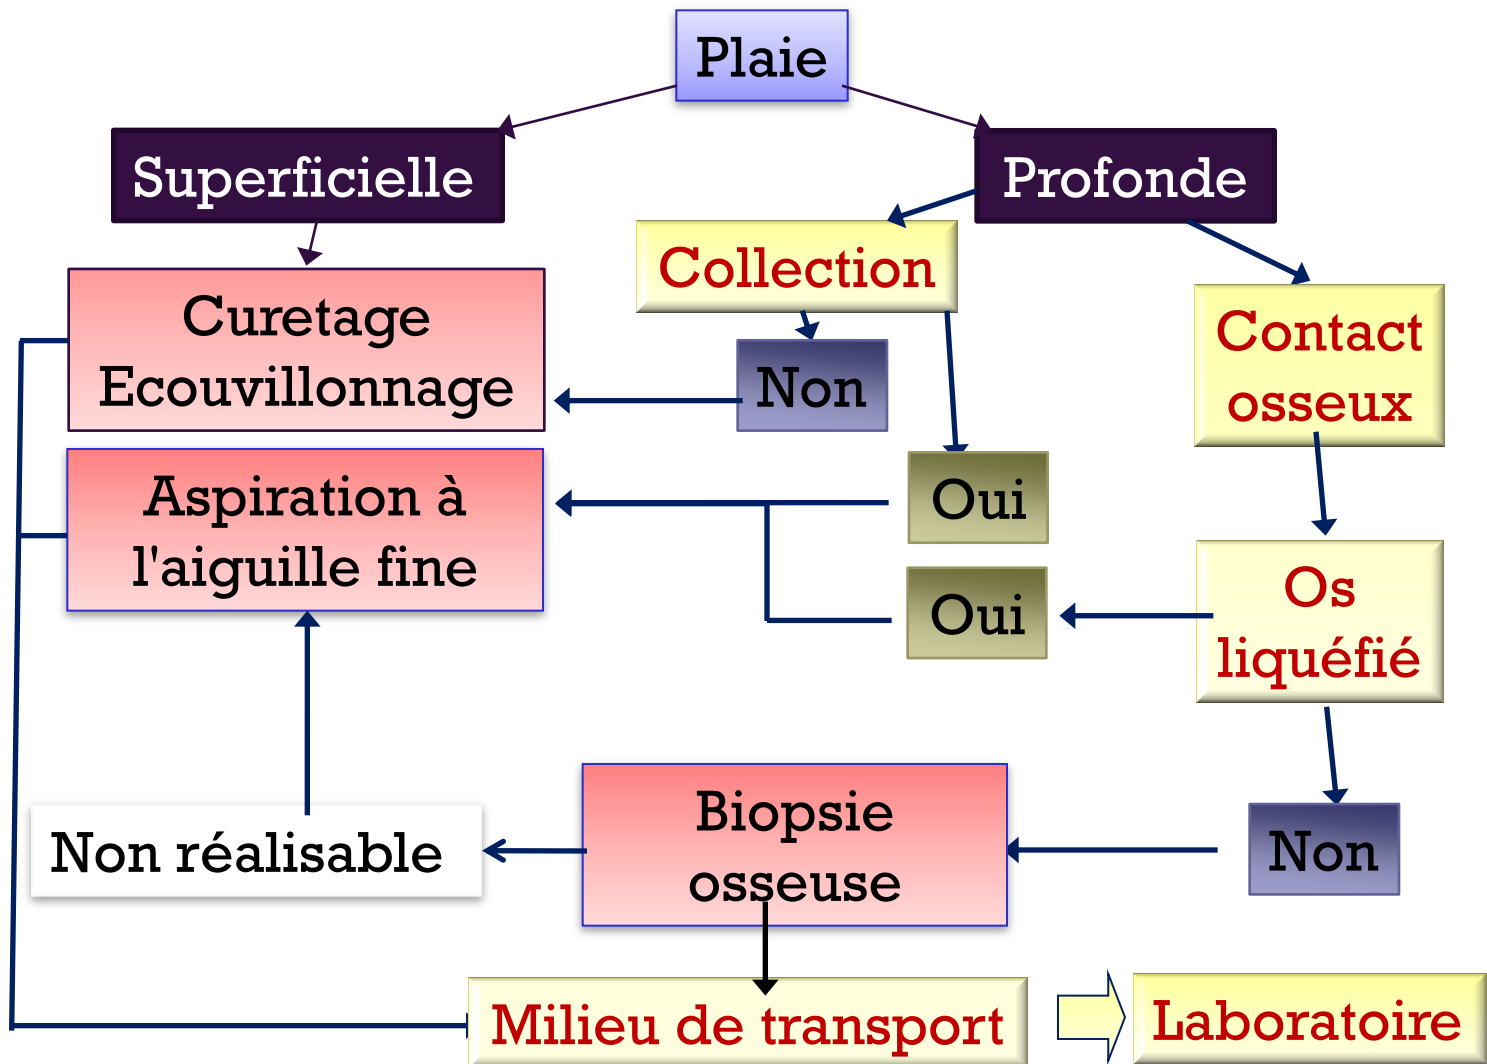 Plaie
Superficielle
Profonde
Collection
Curetage
Ecouvillonnage
Non
Contact
osseux
Aspiration à
l'aiguille fine
Oui
Oui
Os
liquéfié
Non réalisable
Biopsie
osseuse
Non
Milieu de transport
Laboratoire